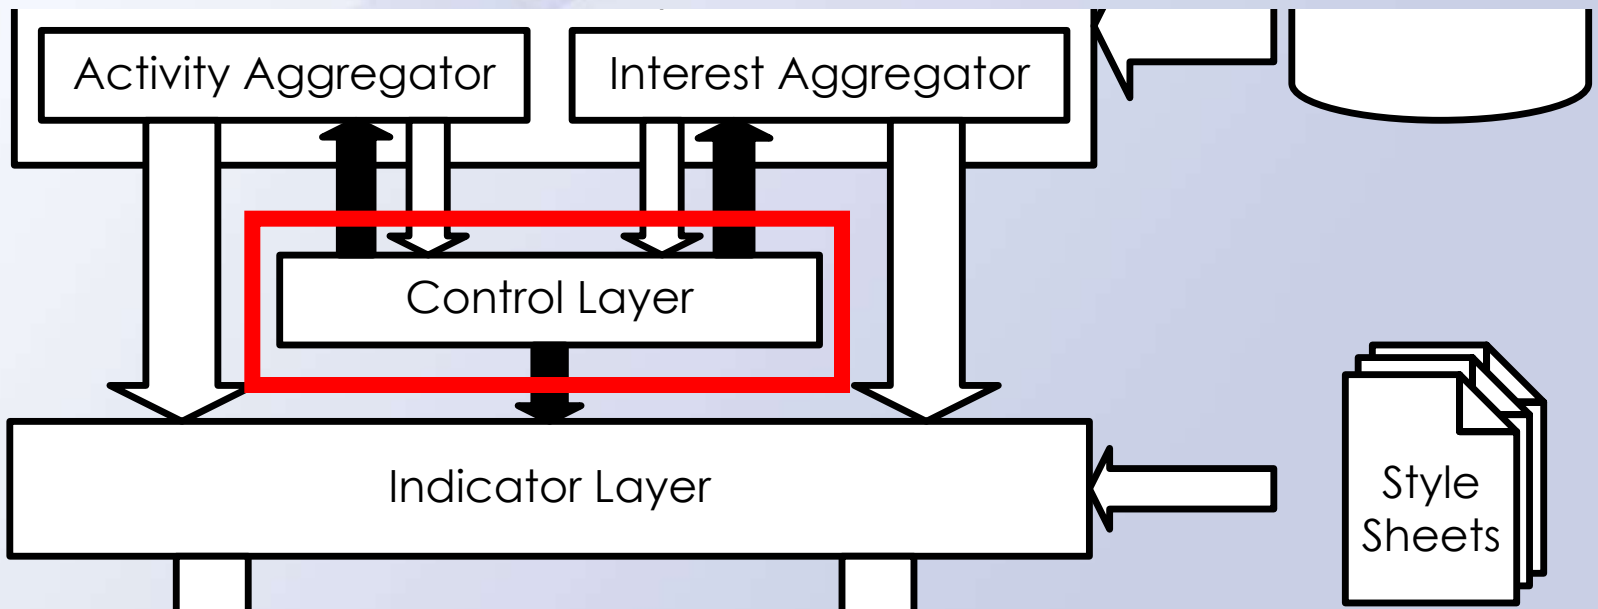 Activity Aggregator
Interest Aggregator
Control Layer
Indicator Layer
Style
Sheets